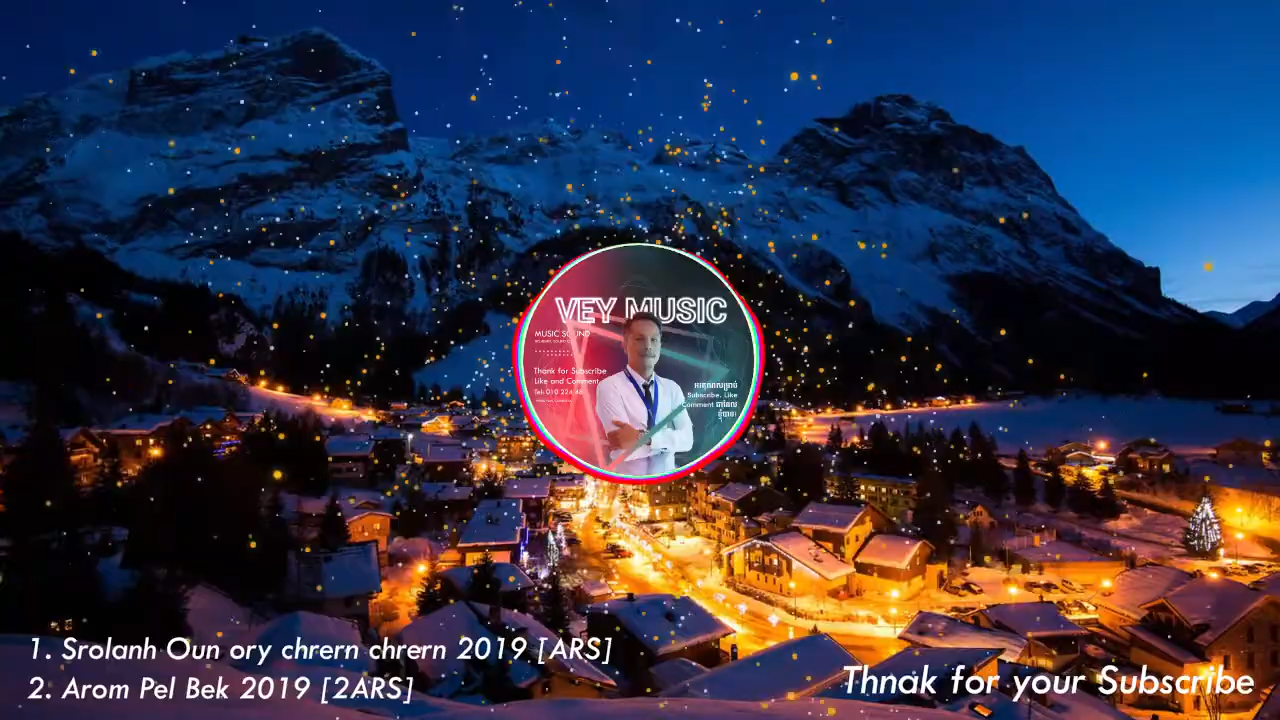 VEY MUSIC
MUSIC SOUND
Thank for Subscribe
Like and Comment
Subscribe. Like
Comment
1. Srolanh Oun ory chrern chrern 2019 [ARS]
2. Arom Pel Bek 2019 [2ARS]
Thnak for your Subscribe